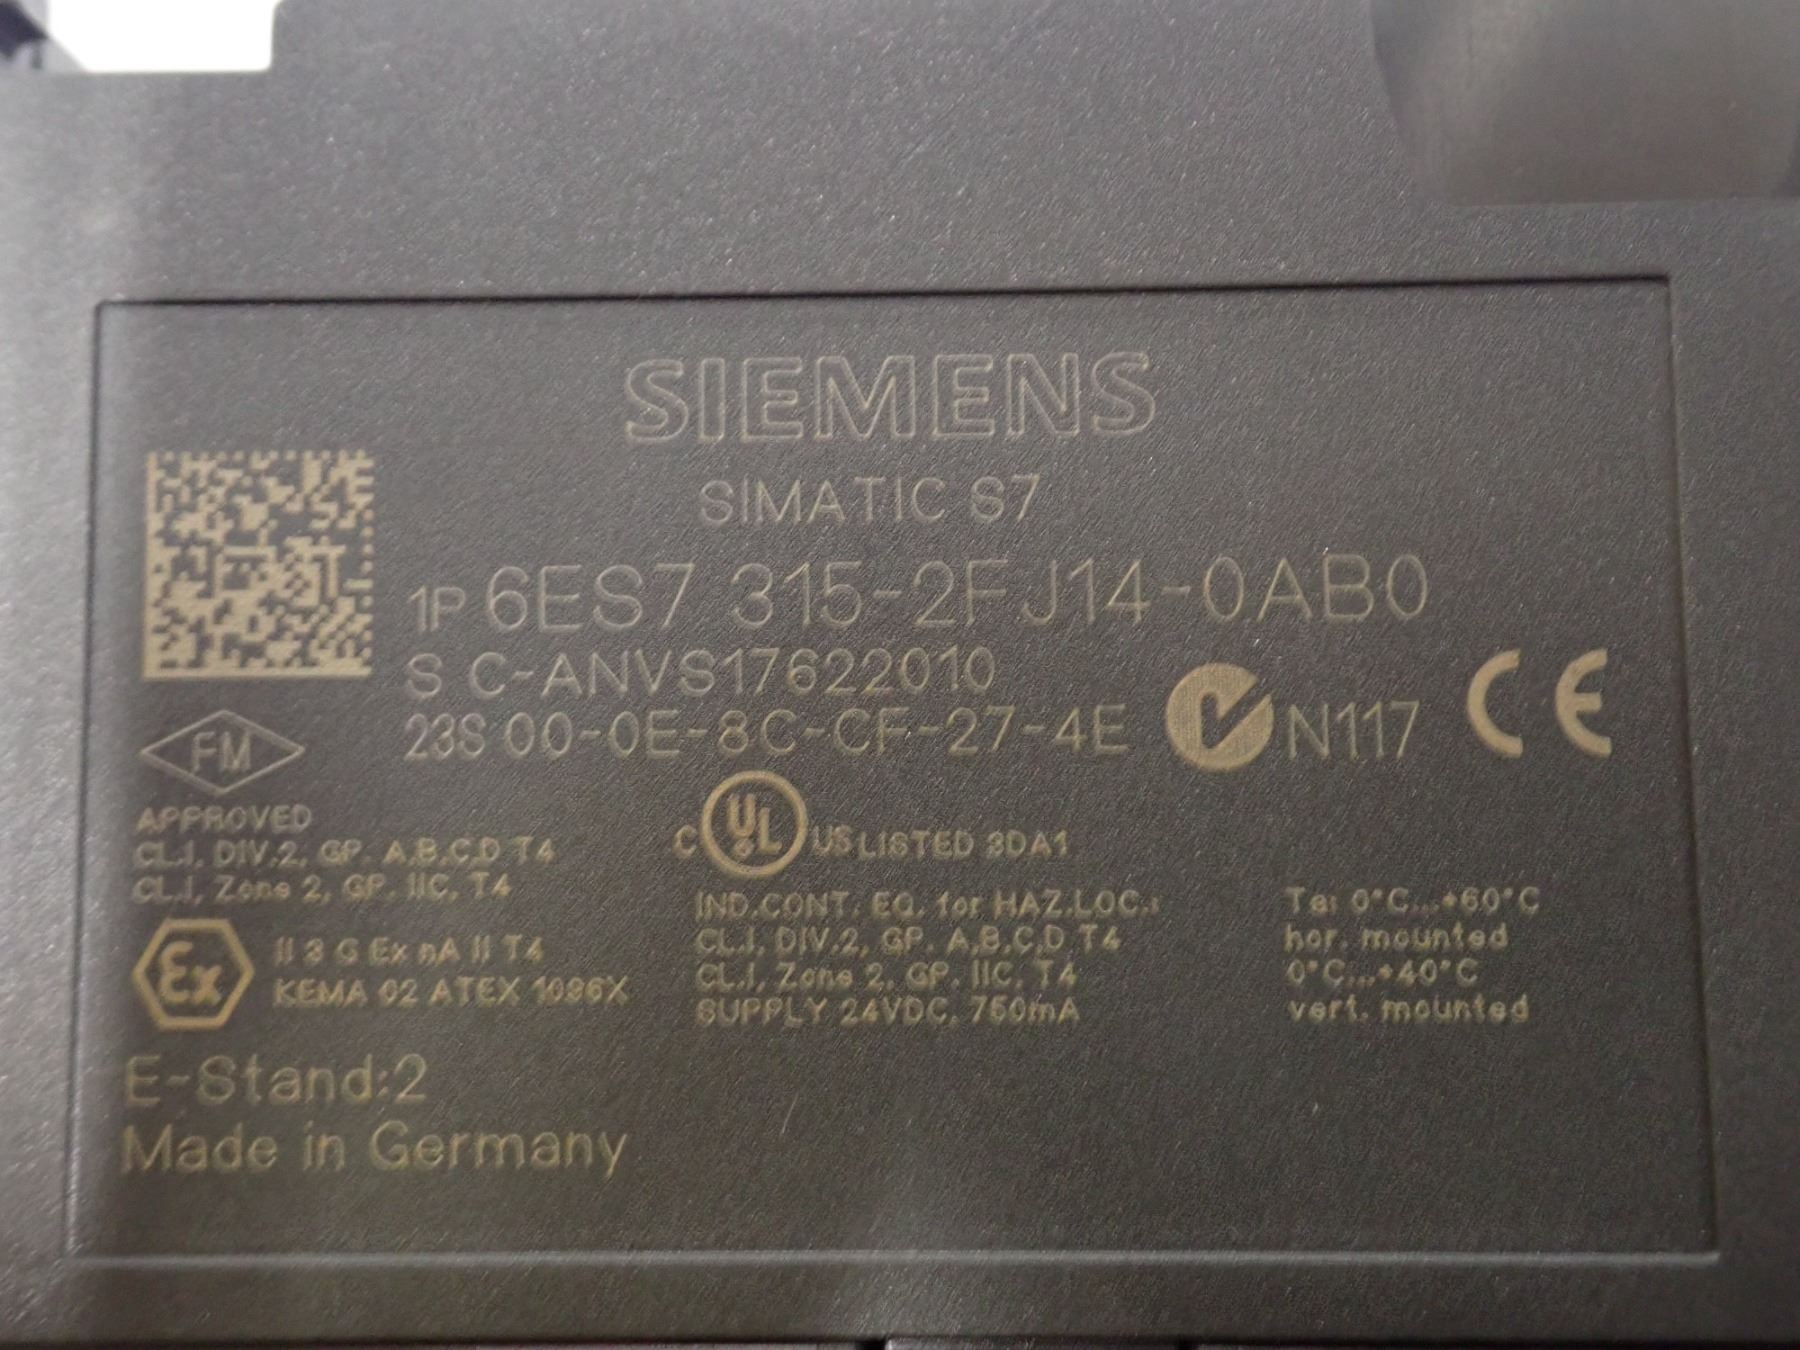 SIEMENS
SIMATIC S7
1P 6ES7 315-2FJ14-0AB0
S C-ANVS17622010
23S 00-0E-8C-CF-27-4E
N117 CE
FM
APPROVED
CL.I, DIV.2, GP. A,B,C,D T4
CL.I, Zone 2, GP. IIC, T4
Ex
II 3 G Ex nA II T4
KEMA 02 ATEX 1096X
C UL US LISTED 3DA1
IND.CONT. EQ. for HAZ.LOC.:
CL.I, DIV.2, GP. A,B,C,D T4
CL.I, Zone 2, GP. IIC, T4
SUPPLY 24VDC, 750mA
Ta: 0°C...+60°C
hor. mounted
0°C...+40°C
vert. mounted
E-Stand:2
Made in Germany